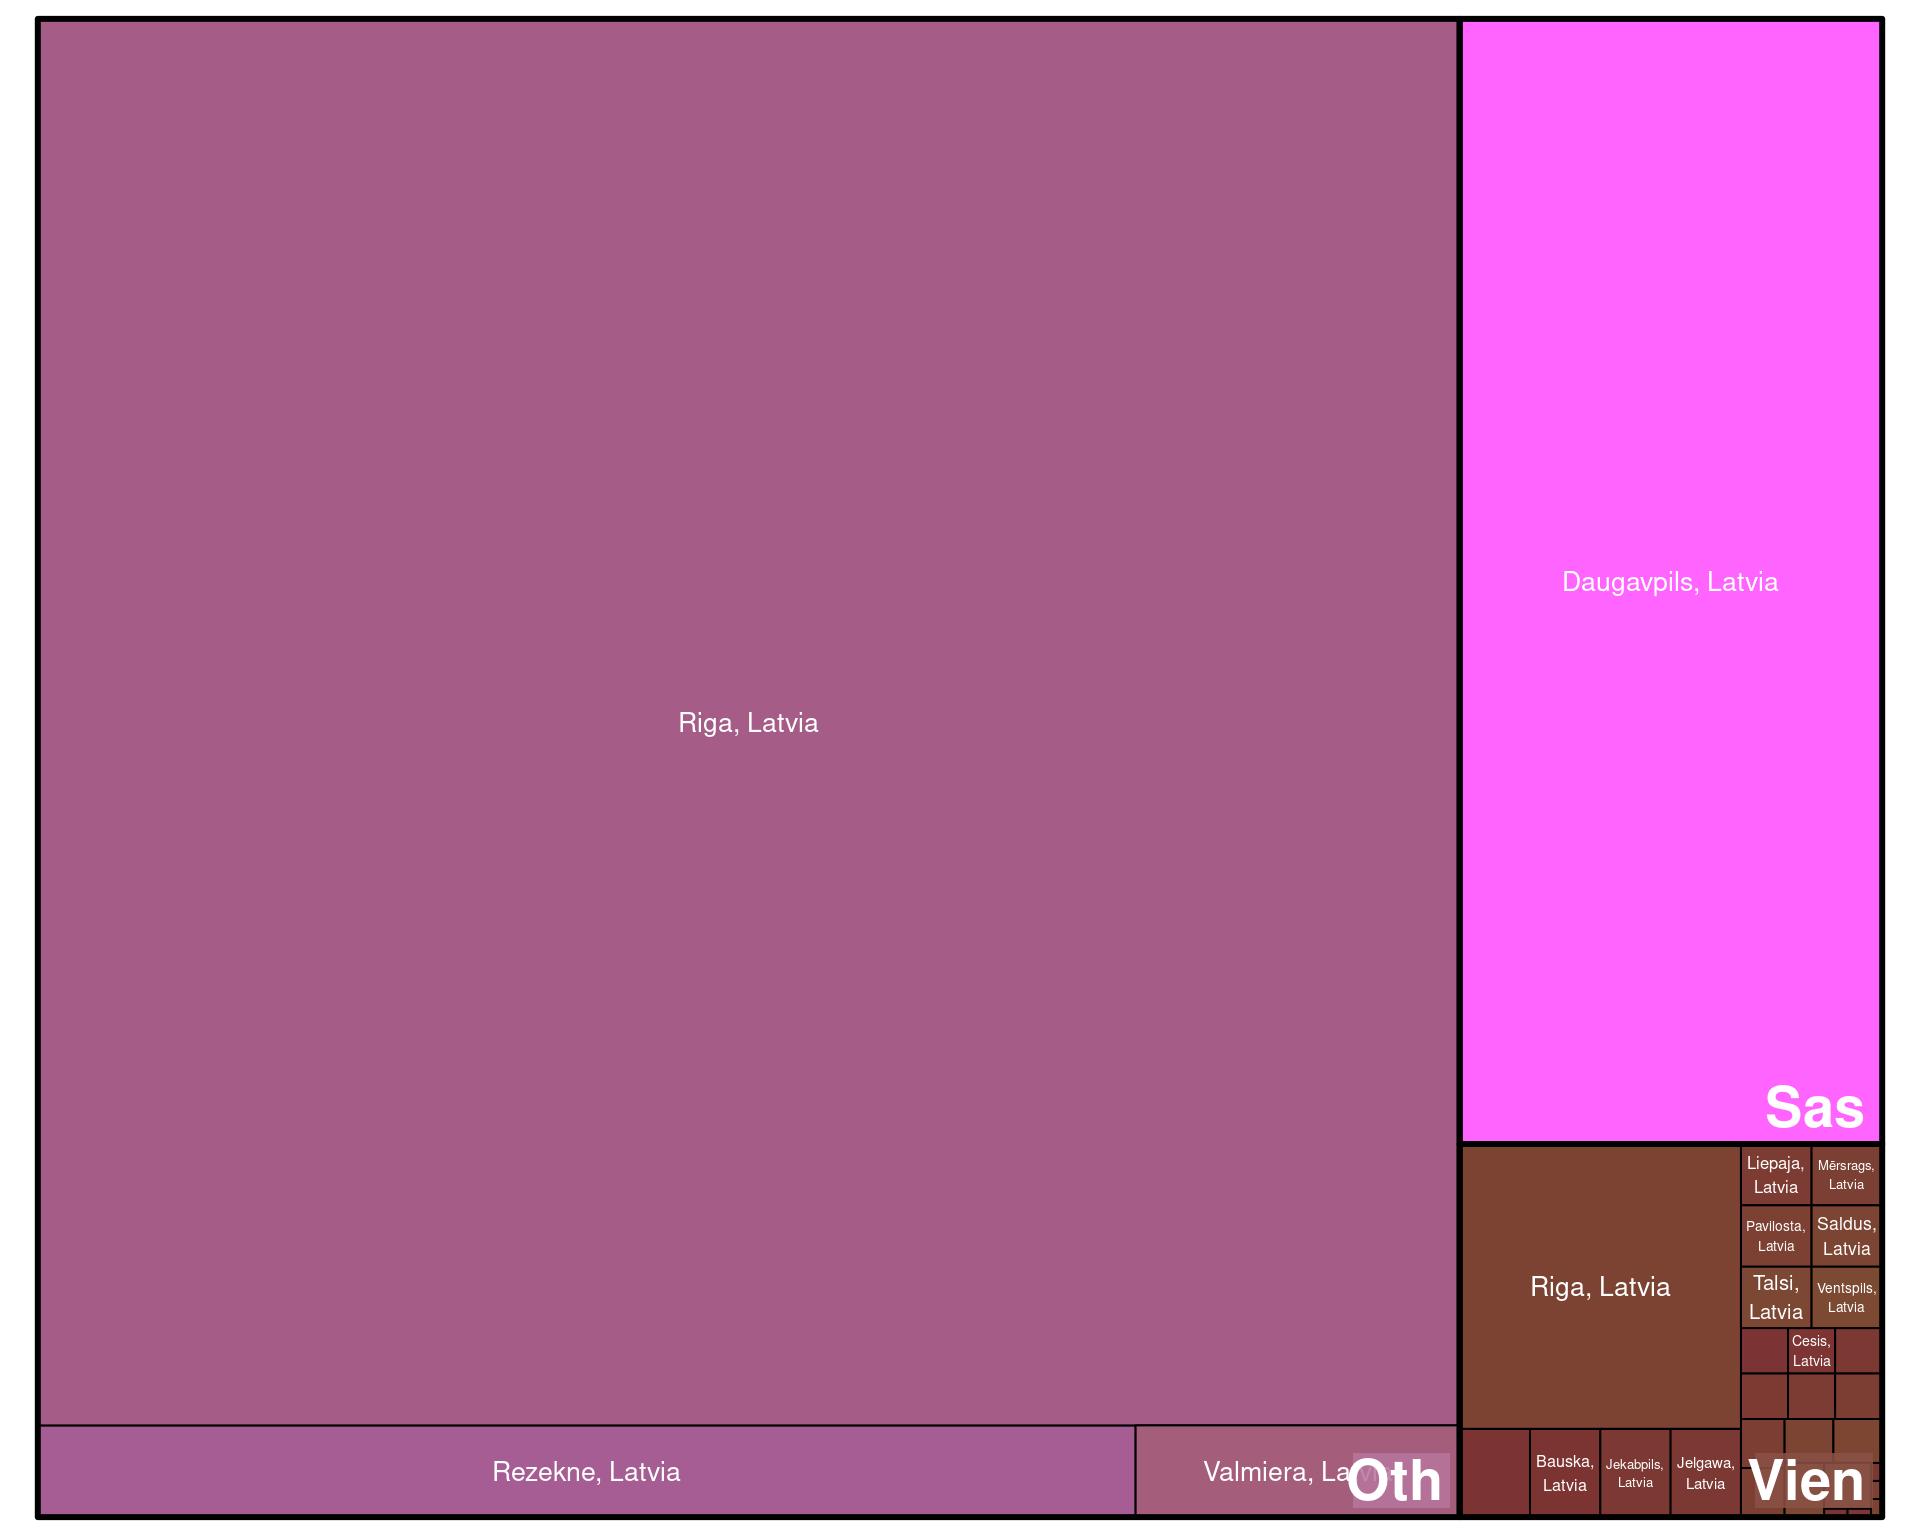 Riga, Latvia
Rezekne, Latvia
Valmiera, La
Oth
Daugavpils, Latvia
Sas
Riga, Latvia
Liepaja,
Latvia
Mērsrags,
Latvia
Pavilosta,
Latvia
Saldus,
Latvia
Talsi,
Latvia
Ventspils,
Latvia
Cesis,
Latvia
Bauska,
Latvia
Jekabpils,
Latvia
Jelgawa,
Latvia
Vien